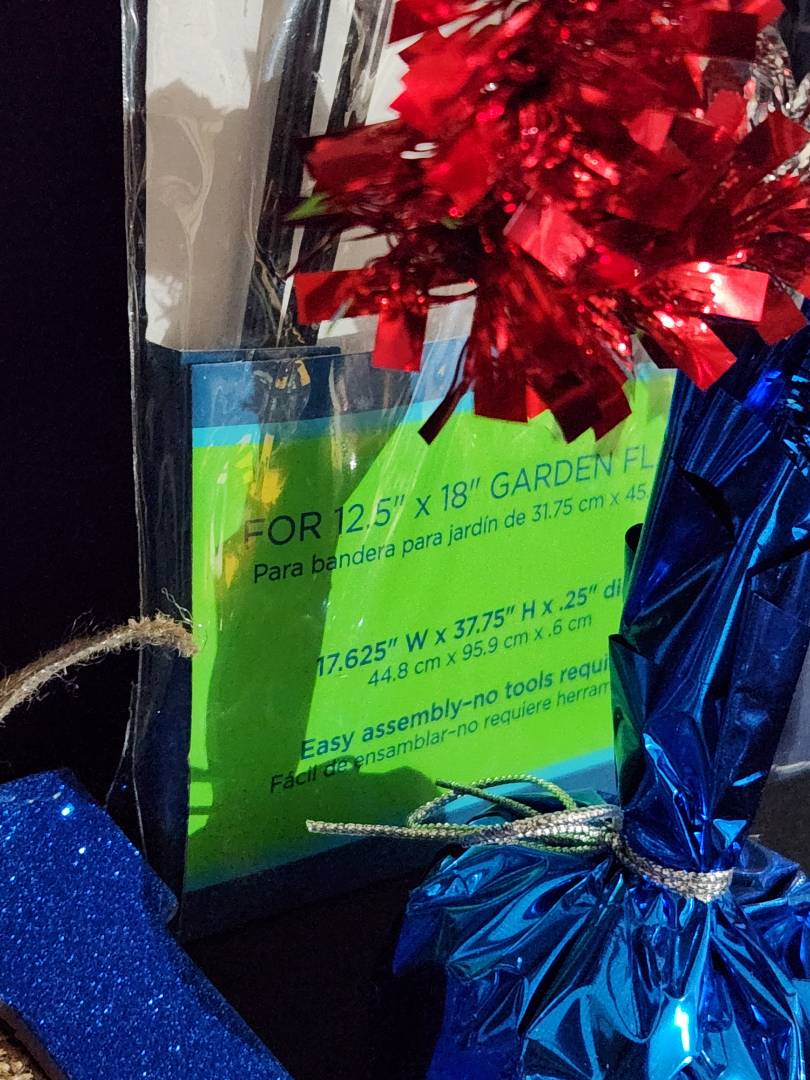 FOR 12.5" x 18" GARDEN FL
Para bandera para jardín de 31.75 cm x 45.
17.625" W x 37.75" H x .25" di
44.8 cm x 95.9 cm x .6 cm
Easy assembly–no tools requi
Fácil de ensamblar–no requiere herram